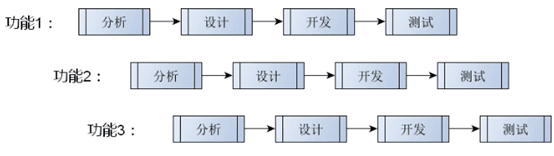 功能1： 分析 设计 开发 测试
功能2： 分析 设计 开发 测试
功能3： 分析 设计 开发 测试